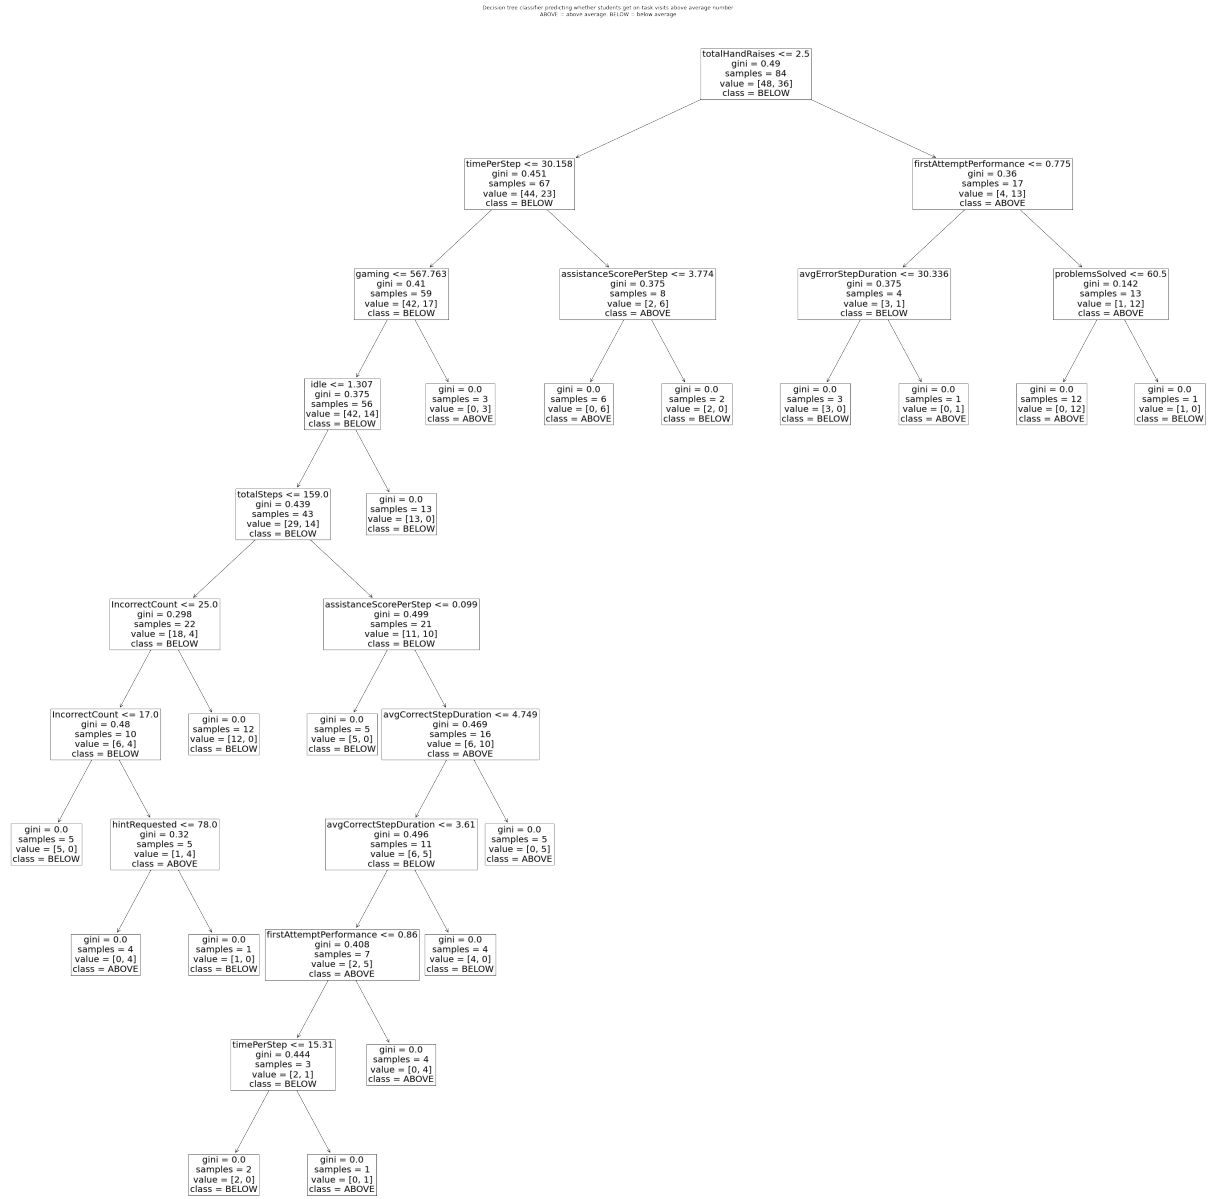 Decision tree classifier predicting whether students get on task visits above average number
ABOVE = above average, BELOW = below average
totalHandRaises <= 2.5
gini = 0.49
samples = 84
value = [48, 36]
class = BELOW
timePerStep <= 30.158
gini = 0.451
samples = 67
value = [44, 23]
class = BELOW
firstAttemptPerformance <= 0.775
gini = 0.36
samples = 17
value = [4, 13]
class = ABOVE
gaming <= 567.763
gini = 0.41
samples = 59
value = [42, 17]
class = BELOW
assistanceScorePerStep <= 3.774
gini = 0.375
samples = 8
value = [2, 6]
class = ABOVE
avgErrorStepDuration <= 30.336
gini = 0.375
samples = 4
value = [3, 1]
class = BELOW
problemsSolved <= 60.5
gini = 0.142
samples = 13
value = [1, 12]
class = ABOVE
idle <= 1.307
gini = 0.375
samples = 56
value = [42, 14]
class = BELOW
gini = 0.0
samples = 3
value = [0, 3]
class = ABOVE
gini = 0.0
samples = 6
value = [0, 6]
class = ABOVE
gini = 0.0
samples = 2
value = [2, 0]
class = BELOW
gini = 0.0
samples = 3
value = [3, 0]
class = BELOW
gini = 0.0
samples = 1
value = [0, 1]
class = ABOVE
gini = 0.0
samples = 12
value = [0, 12]
class = ABOVE
gini = 0.0
samples = 1
value = [1, 0]
class = BELOW
totalSteps <= 159.0
gini = 0.439
samples = 43
value = [29, 14]
class = BELOW
gini = 0.0
samples = 13
value = [13, 0]
class = BELOW
IncorrectCount <= 25.0
gini = 0.298
samples = 22
value = [18, 4]
class = BELOW
assistanceScorePerStep <= 0.099
gini = 0.499
samples = 21
value = [11, 10]
class = BELOW
IncorrectCount <= 17.0
gini = 0.48
samples = 10
value = [6, 4]
class = BELOW
gini = 0.0
samples = 12
value = [12, 0]
class = BELOW
gini = 0.0
samples = 5
value = [5, 0]
class = BELOW
avgCorrectStepDuration <= 4.749
gini = 0.469
samples = 16
value = [6, 10]
class = ABOVE
gini = 0.0
samples = 5
value = [5, 0]
class = BELOW
hintRequested <= 78.0
gini = 0.32
samples = 5
value = [1, 4]
class = ABOVE
avgCorrectStepDuration <= 3.61
gini = 0.496
samples = 11
value = [6, 5]
class = BELOW
gini = 0.0
samples = 5
value = [0, 5]
class = ABOVE
gini = 0.0
samples = 4
value = [0, 4]
class = ABOVE
gini = 0.0
samples = 1
value = [1, 0]
class = BELOW
firstAttemptPerformance <= 0.86
gini = 0.408
samples = 7
value = [2, 5]
class = ABOVE
gini = 0.0
samples = 4
value = [4, 0]
class = BELOW
timePerStep <= 15.31
gini = 0.444
samples = 3
value = [2, 1]
class = BELOW
gini = 0.0
samples = 4
value = [0, 4]
class = ABOVE
gini = 0.0
samples = 2
value = [2, 0]
class = BELOW
gini = 0.0
samples = 1
value = [0, 1]
class = ABOVE